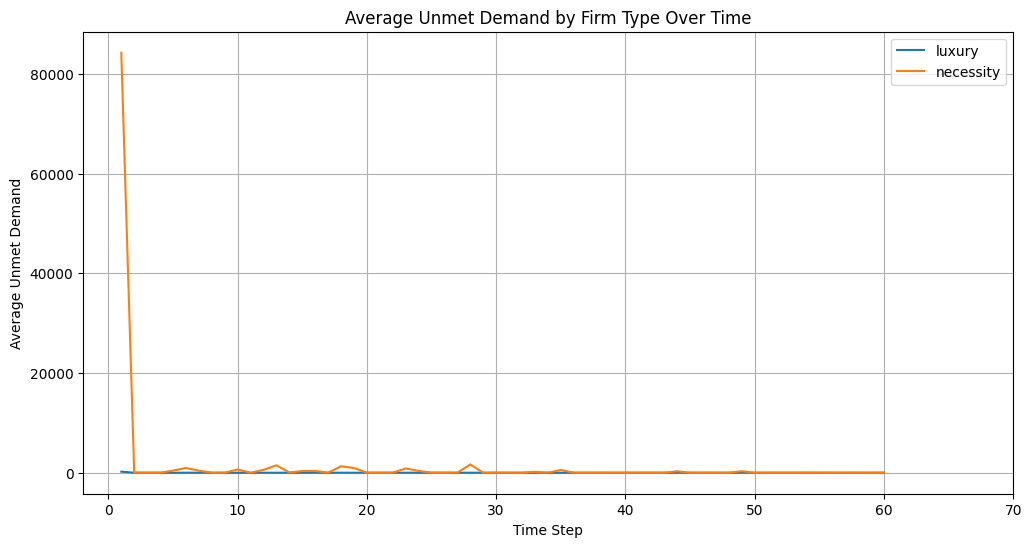 Average Unmet Demand by Firm Type Over Time
luxury
necessity
Average Unmet Demand
80000
60000
40000
20000
0
0 10 20 30 40 50 60 70
Time Step